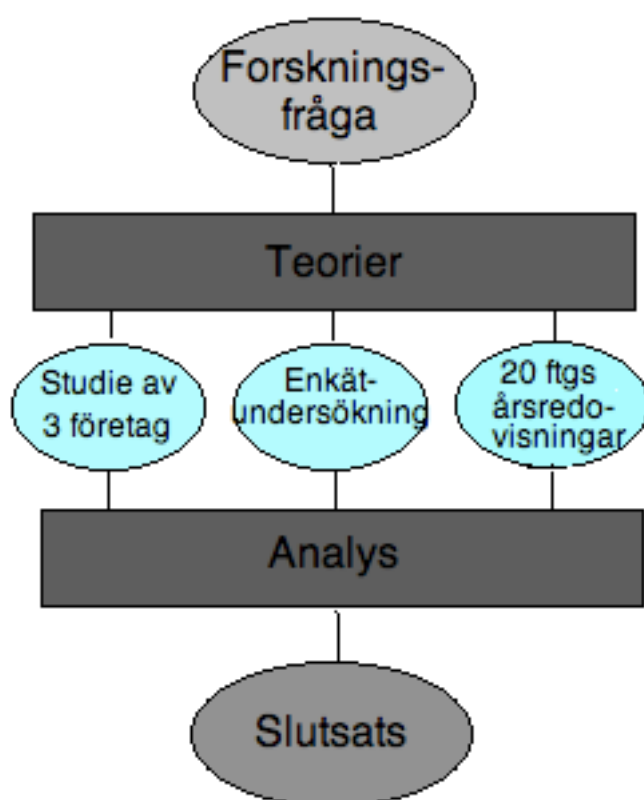 Forsknings-
fråga
Teorier
Studie av
3 företag
Enkät-
undersökning
20 ftgs
årsredo-
visningar
Analys
Slutsats